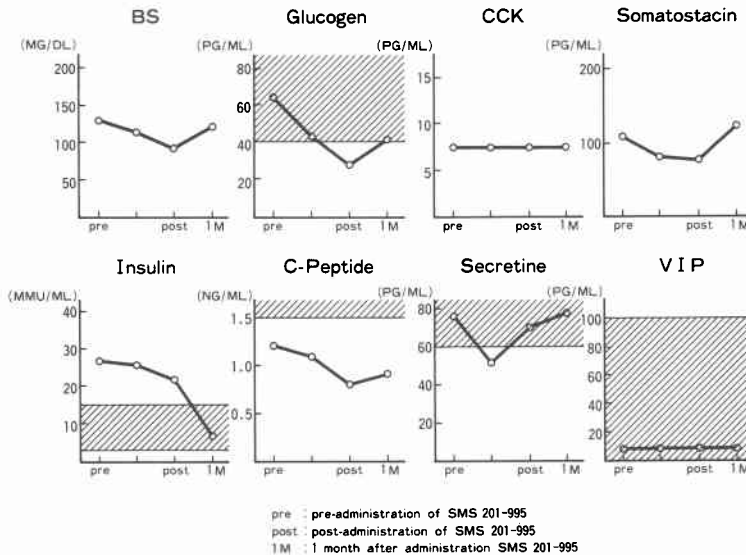 BS
Glucogen
CCK
Somatostacin
(MG/DL)
(PG/ML)
(PG/ML)
(PG/ML)
200
150
100
50
pre
post
1M
80
60
40
20
pre
post
1M
15
10
5
pre
post
1M
200
100
pre
post
1M
Insulin
C-Peptide
Secretine
VIP
(MMU/ML)
(NG/ML)
(PG/ML)
(PG/ML)
40
30
20
10
pre
post
1M
1.5
1.0
0.5
pre
post
1M
80
60
40
20
pre
post
1M
100
80
60
40
20
pre
post
1M
pre : pre-administration of SMS 201-995
post : post-administration of SMS 201-995
1M : 1 month after administration SMS 201-995